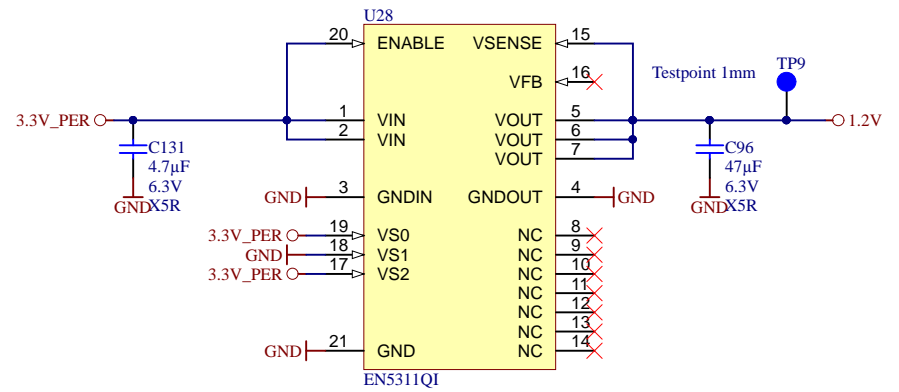 U28
20 ENABLE VSENSE 15
VFB 16
Testpoint 1mm
TP9
3.3V_PER
1 VIN VOUT 5
2 VIN VOUT 6
VOUT 7
1.2V
C131
4.7µF
6.3V
X5R
GND
C96
47µF
6.3V
X5R
GND
GND 3 GNDIN GNDOUT 4 GND
3.3V_PER 19 VS0 NC 8
GND 18 VS1 NC 9
3.3V_PER 17 VS2 NC 10
NC 11
NC 12
NC 13
GND 21 GND NC 14
EN5311QI